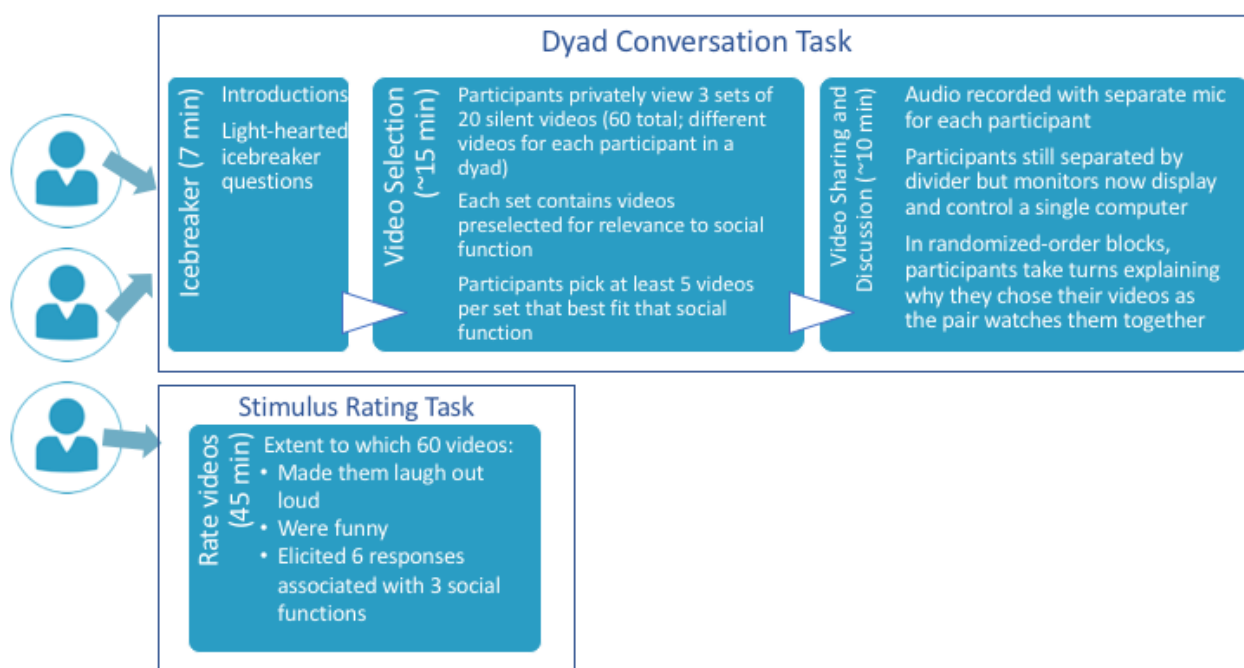 Dyad Conversation Task
Icebreaker (7 min)
Introductions
Light-hearted
icebreaker
questions
Video Selection
(~15 min)
Participants privately view 3 sets of
20 silent videos (60 total; different
videos for each participant in a
dyad)
Each set contains videos
preselected for relevance to social
function
Participants pick at least 5 videos
per set that best fit that social
function
Video Sharing and
Discussion (~10 min)
Audio recorded with separate mic
for each participant
Participants still separated by
divider but monitors now display
and control a single computer
In randomized-order blocks,
participants take turns explaining
why they chose their videos as
the pair watches them together
Stimulus Rating Task
Rate videos
(45 min)
Extent to which 60 videos:
• Made them laugh out
loud
• Were funny
• Elicited 6 responses
associated with 3 social
functions